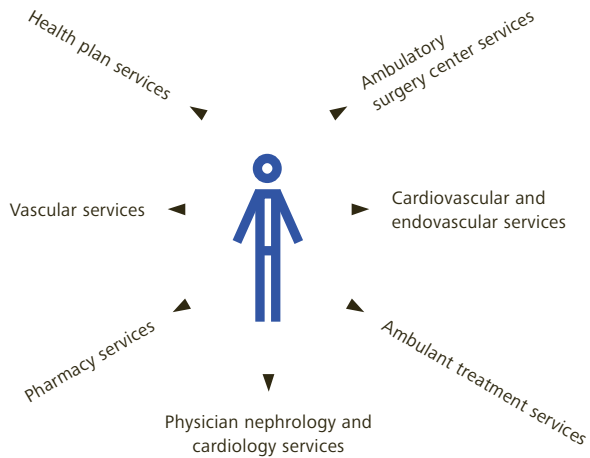 Health plan services
Ambulatory
surgery center services
Vascular services
Cardiovascular and
endovascular services
Pharmacy services
Ambulant treatment services
Physician nephrology and
cardiology services